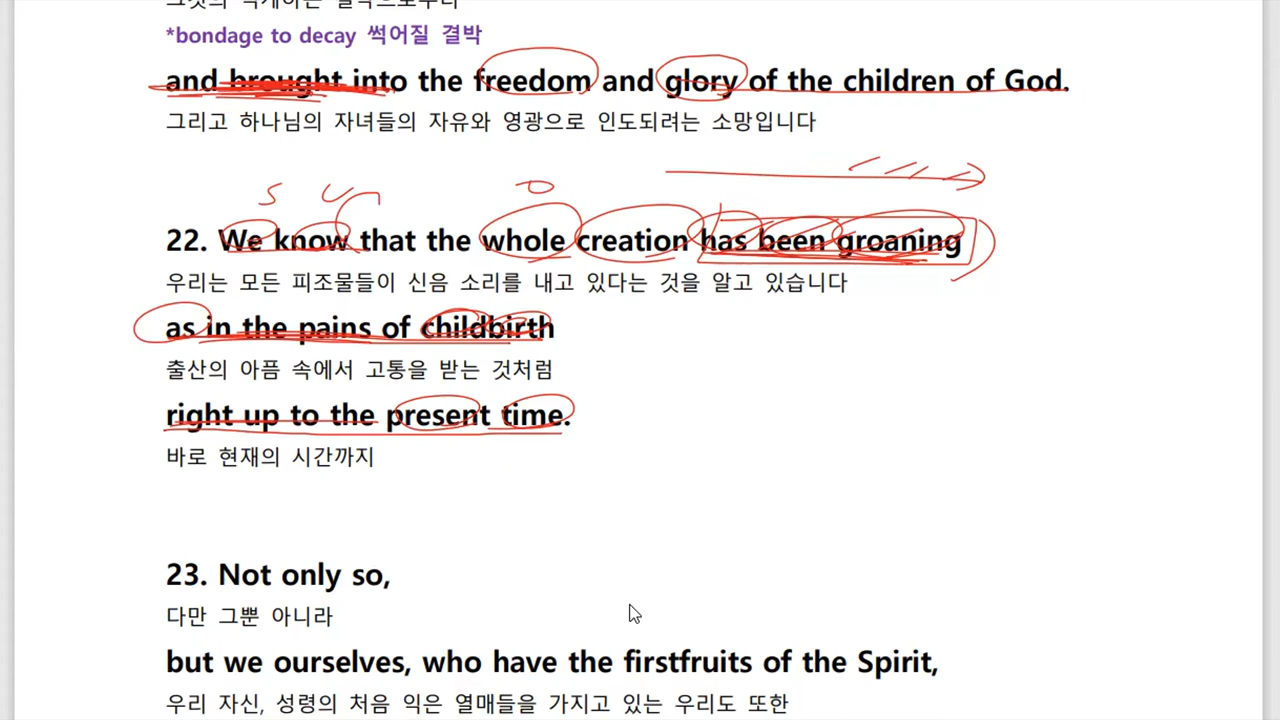 *bondage to decay 썩어질 결박
and brought into the freedom and glory of the children of God.
그리고 하나님의 자녀들의 자유와 영광으로 인도되려는 소망입니다
S V O
22. We know that the whole creation has been groaning
우리는 모든 피조물들이 신음 소리를 내고 있다는 것을 알고 있습니다
as in the pains of childbirth
출산의 아픔 속에서 고통을 받는 것처럼
right up to the present time.
바로 현재의 시간까지
23. Not only so,
다만 그뿐 아니라
but we ourselves, who have the firstfruits of the Spirit,
우리 자신, 성령의 처음 익은 열매들을 가지고 있는 우리도 또한